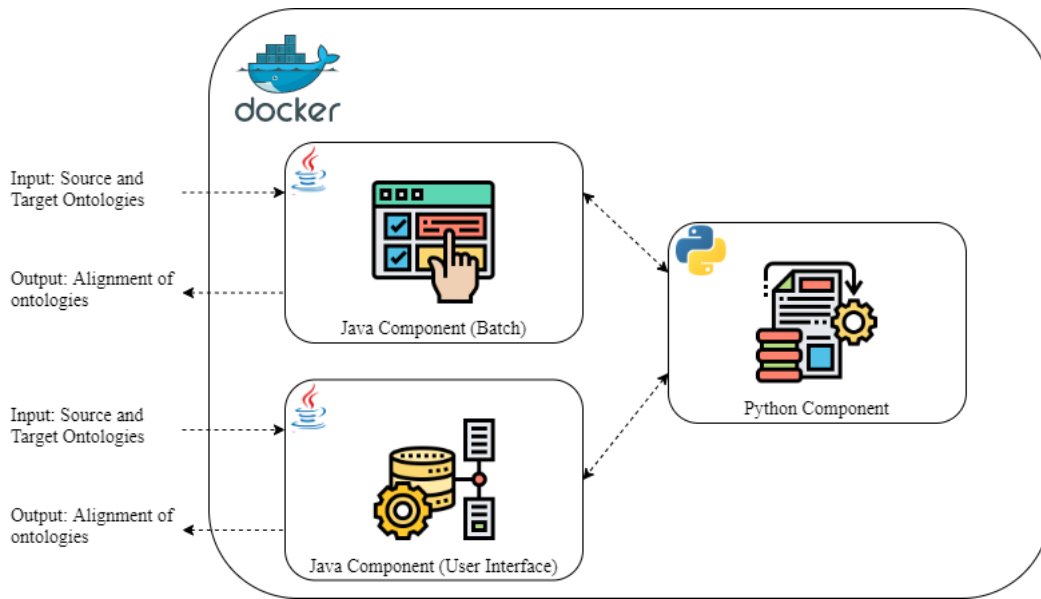 docker
Input: Source and
Target Ontologies
Output: Alignment of
ontologies
Java Component (Batch)
Python Component
Input: Source and
Target Ontologies
Output: Alignment of
ontologies
Java Component (User Interface)